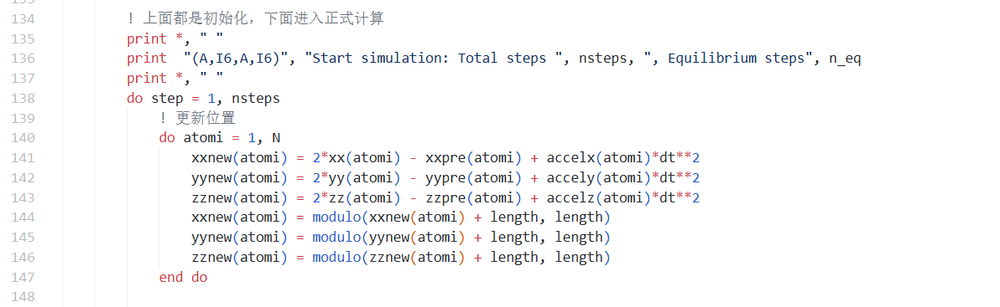 134 ! 上面都是初始化，下面进入正式计算
135 print *, " "
136 print  "(A,I6,A,I6)", "Start simulation: Total steps ", nsteps, ", Equilibrium steps", n_eq
137 print *, " "
138 do step = 1, nsteps
139 ! 更新位置
140 do atomi = 1, N
141 xxnew(atomi) = 2*xx(atomi) - xxpre(atomi) + accelx(atomi)*dt**2
142 yynew(atomi) = 2*yy(atomi) - yypre(atomi) + accely(atomi)*dt**2
143 zznew(atomi) = 2*zz(atomi) - zzpre(atomi) + accelz(atomi)*dt**2
144 xxnew(atomi) = modulo(xxnew(atomi) + length, length)
145 yynew(atomi) = modulo(yynew(atomi) + length, length)
146 zznew(atomi) = modulo(zznew(atomi) + length, length)
147 end do
148